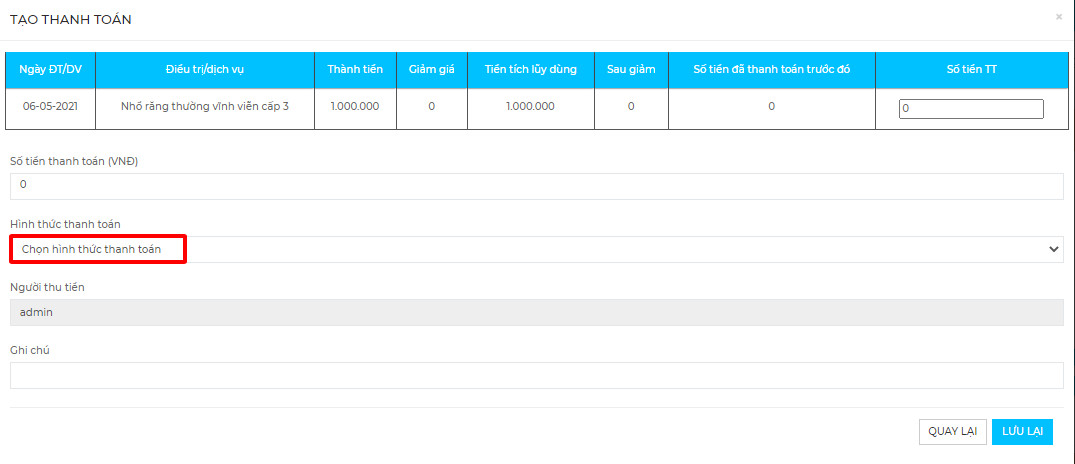 TẠO THANH TOÁN
×
Ngày ĐT/DV Điều trị/dịch vụ Thành tiền Giảm giá Tiền tích lũy dùng Sau giảm Số tiền đã thanh toán trước đó Số tiền TT
06-05-2021 Nhổ răng thường vĩnh viễn cấp 3 1.000.000 0 1.000.000 0 0 0
Số tiền thanh toán (VNĐ)
0
Hình thức thanh toán
Chọn hình thức thanh toán
Người thu tiền
admin
Ghi chú
QUAY LẠI LƯU LẠI